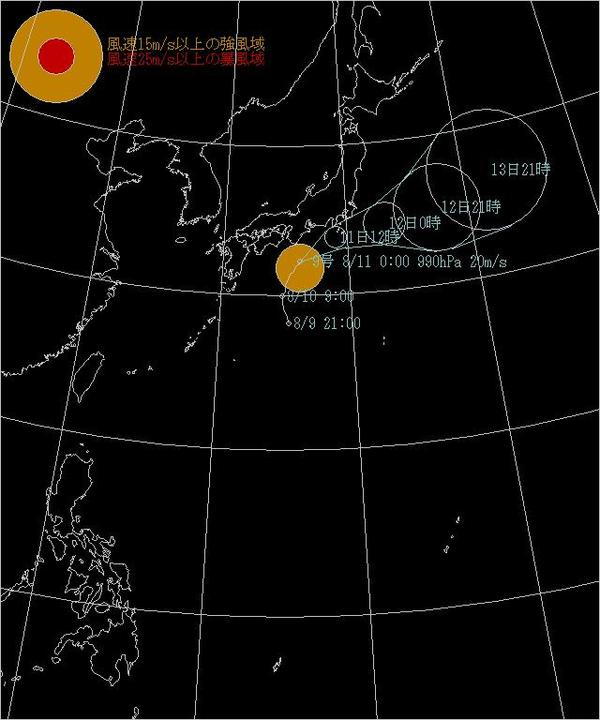 風速15m/s以上の強風域
風速25m/s以上の暴風域
13日21時
12日21時
12日0時
11日12時
9号 8/11 0:00 990hPa 20m/s
8/10 9:00
8/9 21:00